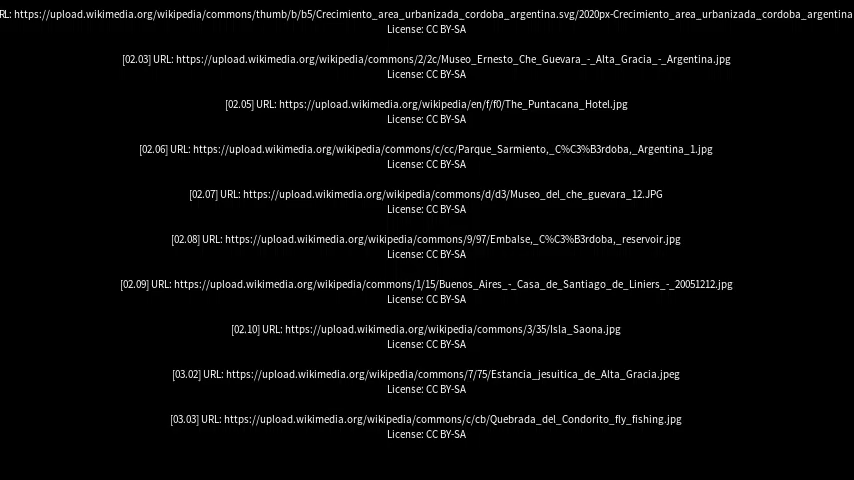 RL: https://upload.wikimedia.org/wikipedia/commons/thumb/b/b5/Crecimiento_area_urbanizada_cordoba_argentina.svg/2020px-Crecimiento_area_urbanizada_cordoba_argentina
License: CC BY-SA
[02.03] URL: https://upload.wikimedia.org/wikipedia/commons/2/2c/Museo_Ernesto_Che_Guevara_-_Alta_Gracia_-_Argentina.jpg
License: CC BY-SA
[02.05] URL: https://upload.wikimedia.org/wikipedia/en/f/f0/The_Puntacana_Hotel.jpg
License: CC BY-SA
[02.06] URL: https://upload.wikimedia.org/wikipedia/commons/c/cc/Parque_Sarmiento,_C%C3%B3rdoba,_Argentina_1.jpg
License: CC BY-SA
[02.07] URL: https://upload.wikimedia.org/wikipedia/commons/d/d3/Museo_del_che_guevara_12.JPG
License: CC BY-SA
[02.08] URL: https://upload.wikimedia.org/wikipedia/commons/9/97/Embalse,_C%C3%B3rdoba,_reservoir.jpg
License: CC BY-SA
[02.09] URL: https://upload.wikimedia.org/wikipedia/commons/1/15/Buenos_Aires_-_Casa_de_Santiago_de_Liniers_-_20051212.jpg
License: CC BY-SA
[02.10] URL: https://upload.wikimedia.org/wikipedia/commons/3/35/Isla_Saona.jpg
License: CC BY-SA
[03.02] URL: https://upload.wikimedia.org/wikipedia/commons/7/75/Estancia_jesuitica_de_Alta_Gracia.jpeg
License: CC BY-SA
[03.03] URL: https://upload.wikimedia.org/wikipedia/commons/c/cb/Quebrada_del_Condorito_fly_fishing.jpg
License: CC BY-SA